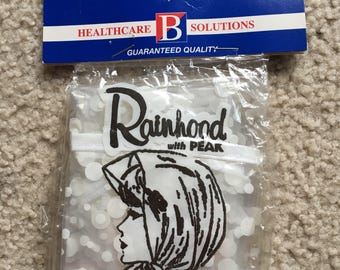 HEALTHCARE B SOLUTIONS
GUARANTEED QUALITY
Rainhood
with PEAK